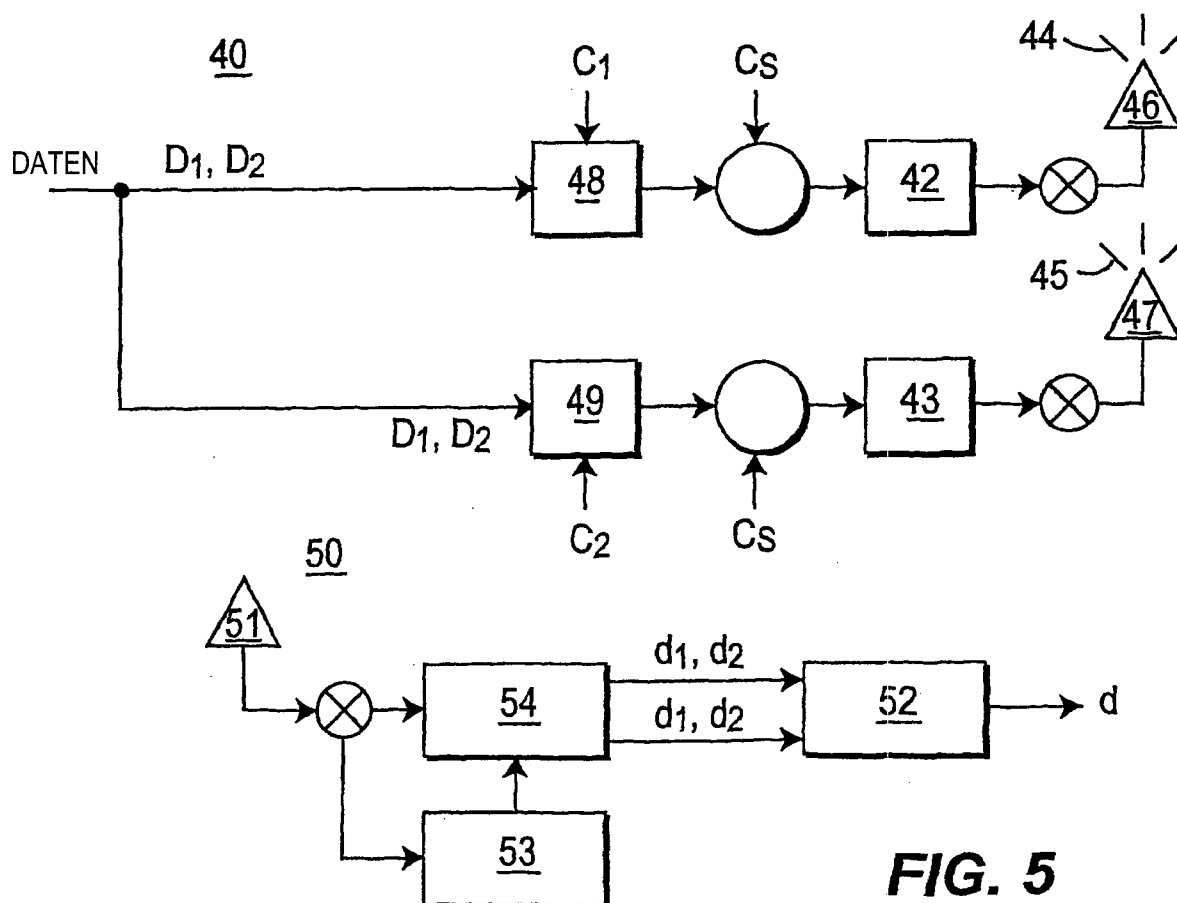 40
C1
CS
44
46
DATEN
D1, D2
48
42
45
47
D1, D2
49
43
C2
CS
50
51
54
d1, d2
d1, d2
52
d
53
FIG. 5